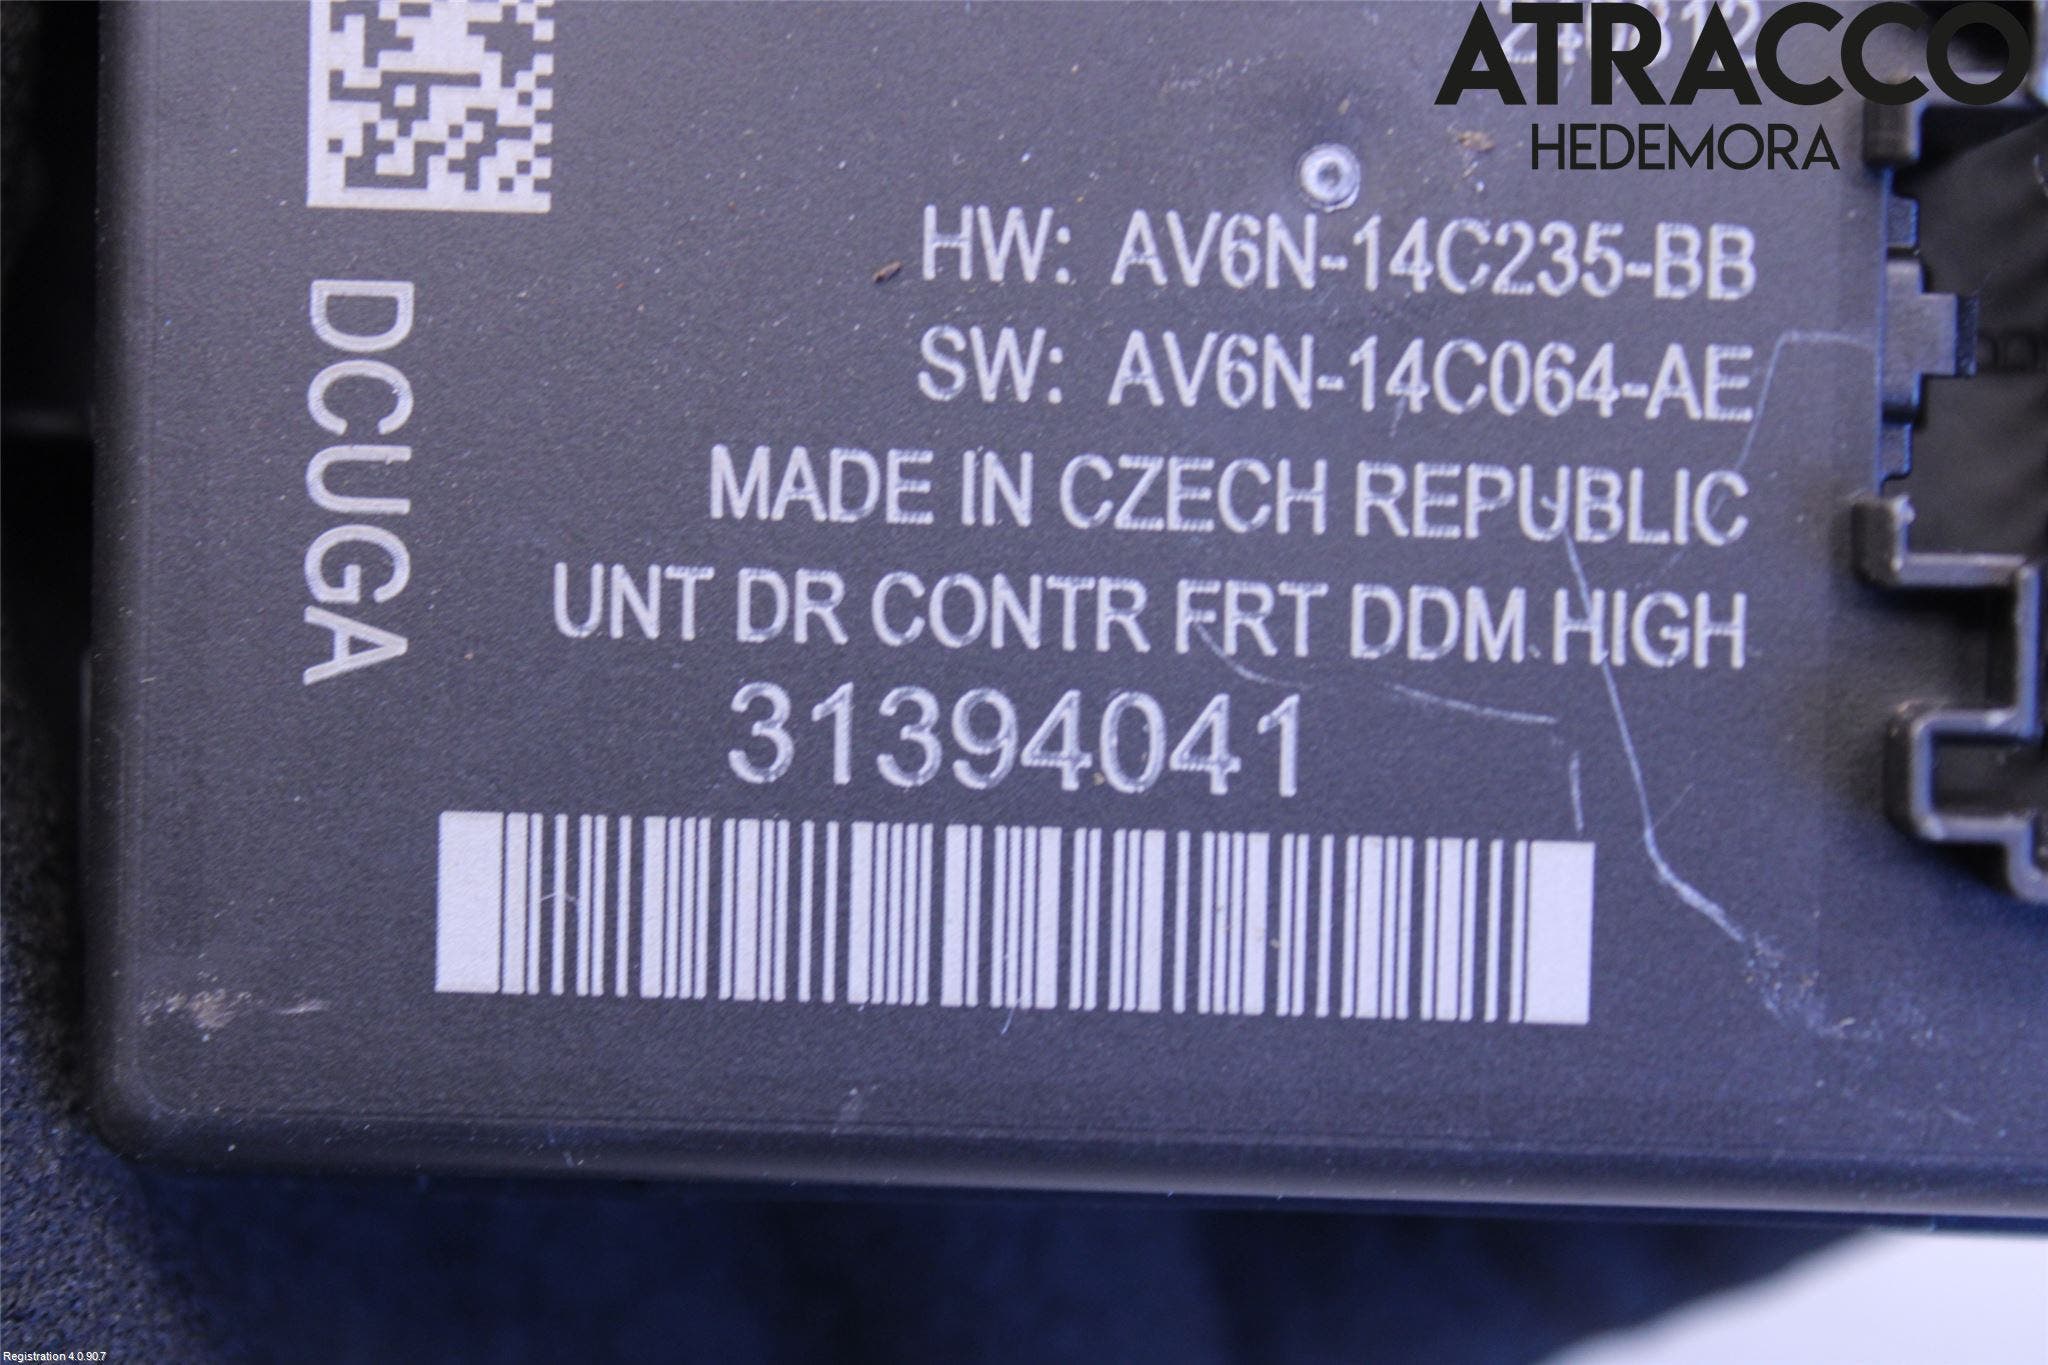 ATRACCO
HEDEMORA
HW: AV6N-14C235-BB
SW: AV6N-14C064-AE
MADE IN CZECH REPUBLIC
UNT DR CONTR FRT DDM HIGH
31394041
DCUGA
Registration 4.0.90.7